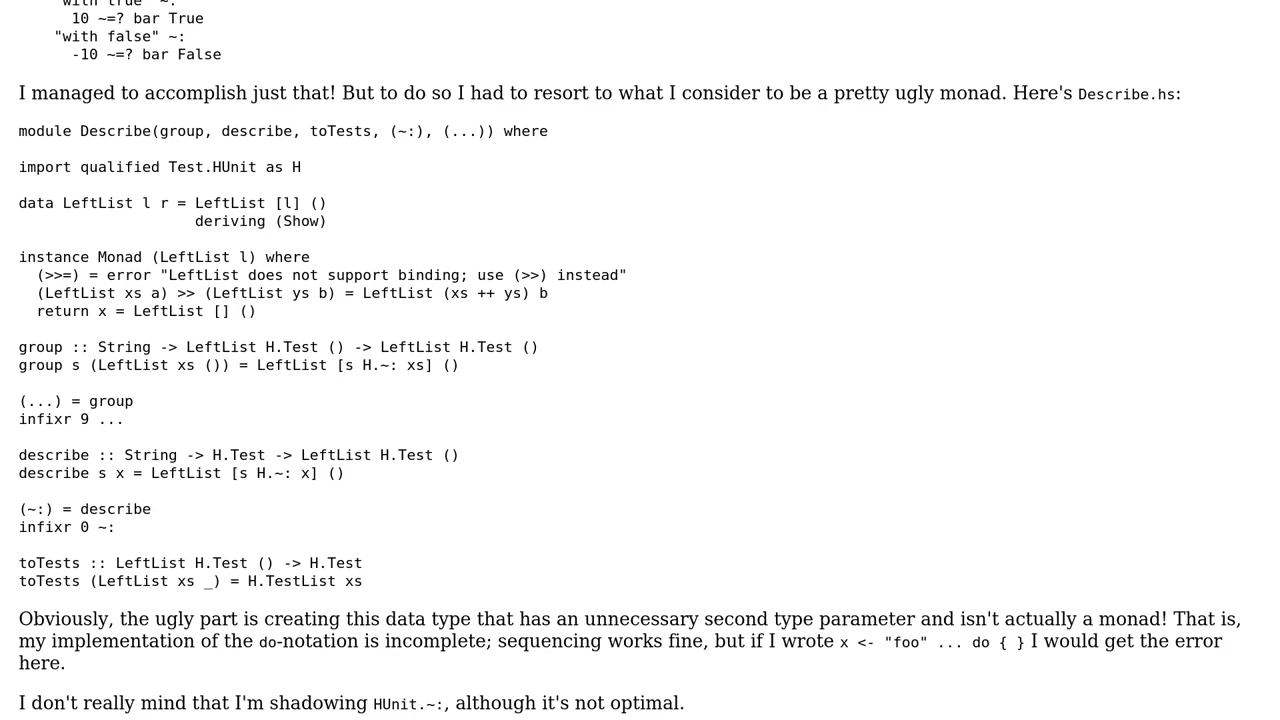 "with true" ~:
10 ~=? bar True
"with false" ~:
-10 ~=? bar False
I managed to accomplish just that! But to do so I had to resort to what I consider to be a pretty ugly monad. Here's Describe.hs:
module Describe(group, describe, toTests, (~:), (...)) where
import qualified Test.HUnit as H
data LeftList l r = LeftList [l] ()
deriving (Show)
instance Monad (LeftList l) where
(>>=) = error "LeftList does not support binding; use (>>) instead"
(LeftList xs a) >> (LeftList ys b) = LeftList (xs ++ ys) b
return x = LeftList [] ()
group :: String -> LeftList H.Test () -> LeftList H.Test ()
group s (LeftList xs ()) = LeftList [s H.~: xs] ()
(...) = group
infixr 9 ...
describe :: String -> H.Test -> LeftList H.Test ()
describe s x = LeftList [s H.~: x] ()
(~:) = describe
infixr 0 ~:
toTests :: LeftList H.Test () -> H.Test
toTests (LeftList xs _) = H.TestList xs
Obviously, the ugly part is creating this data type that has an unnecessary second type parameter and isn't actually a monad! That is,
my implementation of the do-notation is incomplete; sequencing works fine, but if I wrote x <- "foo" ... do { } I would get the error
here.
I don't really mind that I'm shadowing HUnit.~:, although it's not optimal.